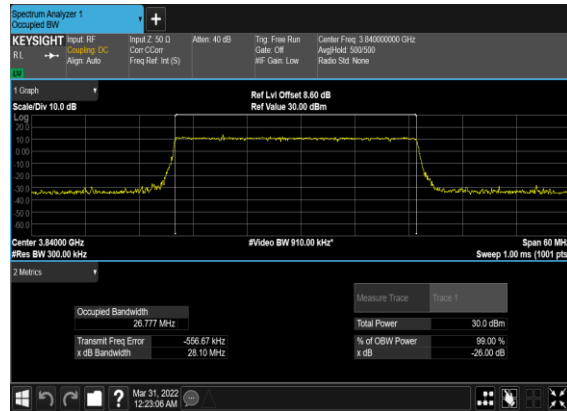 Spectrum Analyzer 1
Occupied BW
+
KEYSIGHT Input: RF Input Z: 50 Ω Atten: 40 dB Trig: Free Run Center Freq: 3.840000000 GHz
RL Coupling: DC Corr CCorr Gate: Off Avg|Hold: 500/500
Align: Auto Freq Ref: Int (S) #IF Gain: Low Radio Std: None
1 Graph
Ref Lvl Offset 8.60 dB
Scale/Div 10.0 dB Ref Value 30.00 dBm
Log
20.0
10.0
0.00
-10.0
-20.0
-30.0
-40.0
-50.0
-60.0
Center 3.84000 GHz #Video BW 910.00 kHz* Span 60 MHz
#Res BW 300.00 kHz Sweep 1.00 ms (1001 pts
2 Metrics
Measure Trace Trace 1
Occupied Bandwidth
26.777 MHz
Total Power 30.0 dBm
Transmit Freq Error -556.67 kHz % of OBW Power 99.00 %
x dB Bandwidth 28.10 MHz x dB -26.00 dB
? Mar 31, 2022
12:23:06 AM